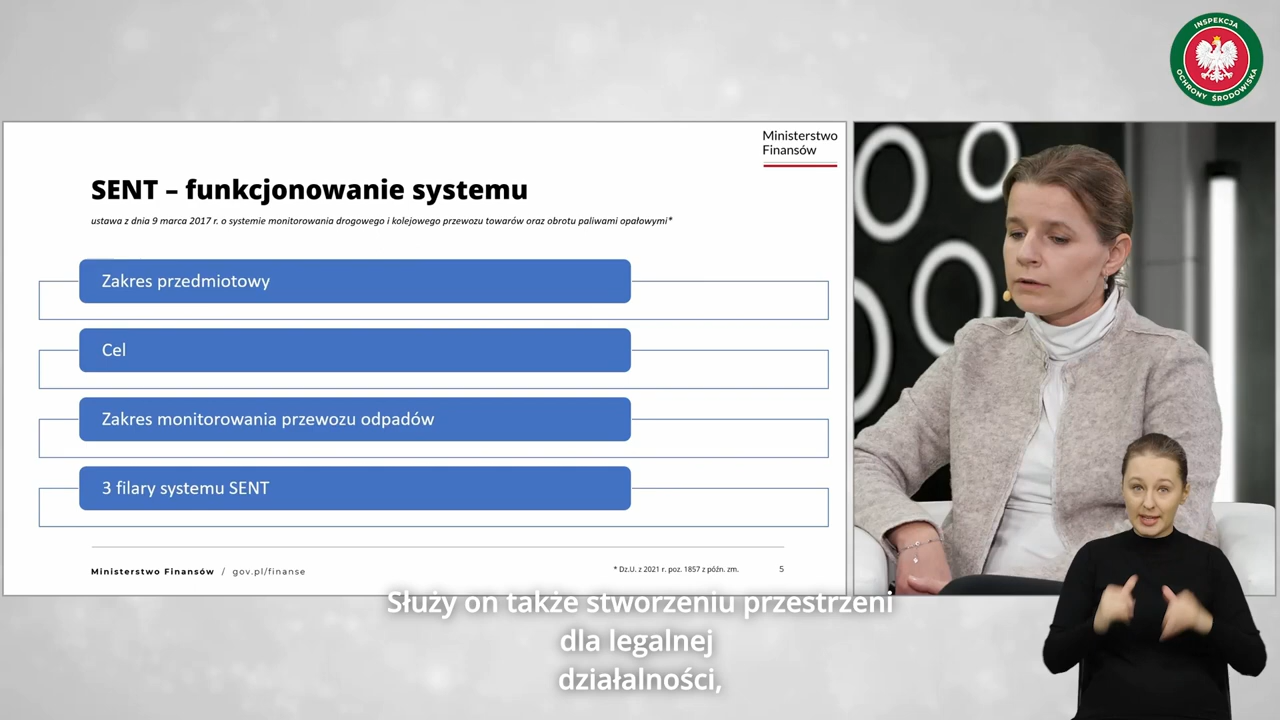 INSPEKCJA
OCHRONY ŚRODOWISKA
Ministerstwo
Finansów
SENT – funkcjonowanie systemu
ustawa z dnia 9 marca 2017 r. o systemie monitorowania drogowego i kolejowego przewozu towarów oraz obrotu paliwami opałowymi*
Zakres przedmiotowy
Cel
Zakres monitorowania przewozu odpadów
3 filary systemu SENT
Ministerstwo Finansów / gov.pl/finanse
* Dz.U. z 2021 r. poz. 1857 z późn. zm.
5
Służy on także stworzeniu przestrzeni
dla legalnej
działalności,